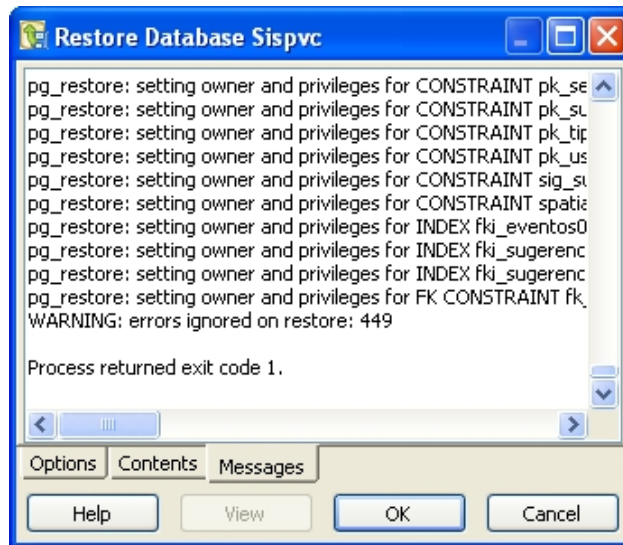 Restore Database Sispvc
pg_restore: setting owner and privileges for CONSTRAINT pk_se
pg_restore: setting owner and privileges for CONSTRAINT pk_su
pg_restore: setting owner and privileges for CONSTRAINT pk_tip
pg_restore: setting owner and privileges for CONSTRAINT pk_us
pg_restore: setting owner and privileges for CONSTRAINT sig_su
pg_restore: setting owner and privileges for CONSTRAINT spatia
pg_restore: setting owner and privileges for INDEX fki_eventos0
pg_restore: setting owner and privileges for INDEX fki_sugerenc
pg_restore: setting owner and privileges for INDEX fki_sugerenc
pg_restore: setting owner and privileges for FK CONSTRAINT fk_
WARNING: errors ignored on restore: 449
Process returned exit code 1.
Options Contents Messages
Help View OK Cancel